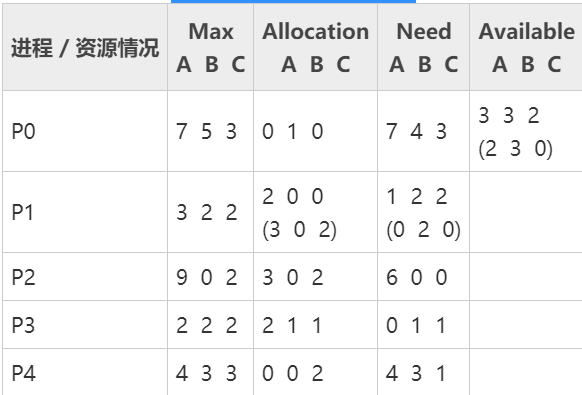 进程 / 资源情况 Max Allocation Need Available
A B C A B C A B C A B C
P0 7 5 3 0 1 0 7 4 3 3 3 2
(2 3 0)
P1 3 2 2 2 0 0 1 2 2
(3 0 2) (0 2 0)
P2 9 0 2 3 0 2 6 0 0
P3 2 2 2 2 1 1 0 1 1
P4 4 3 3 0 0 2 4 3 1